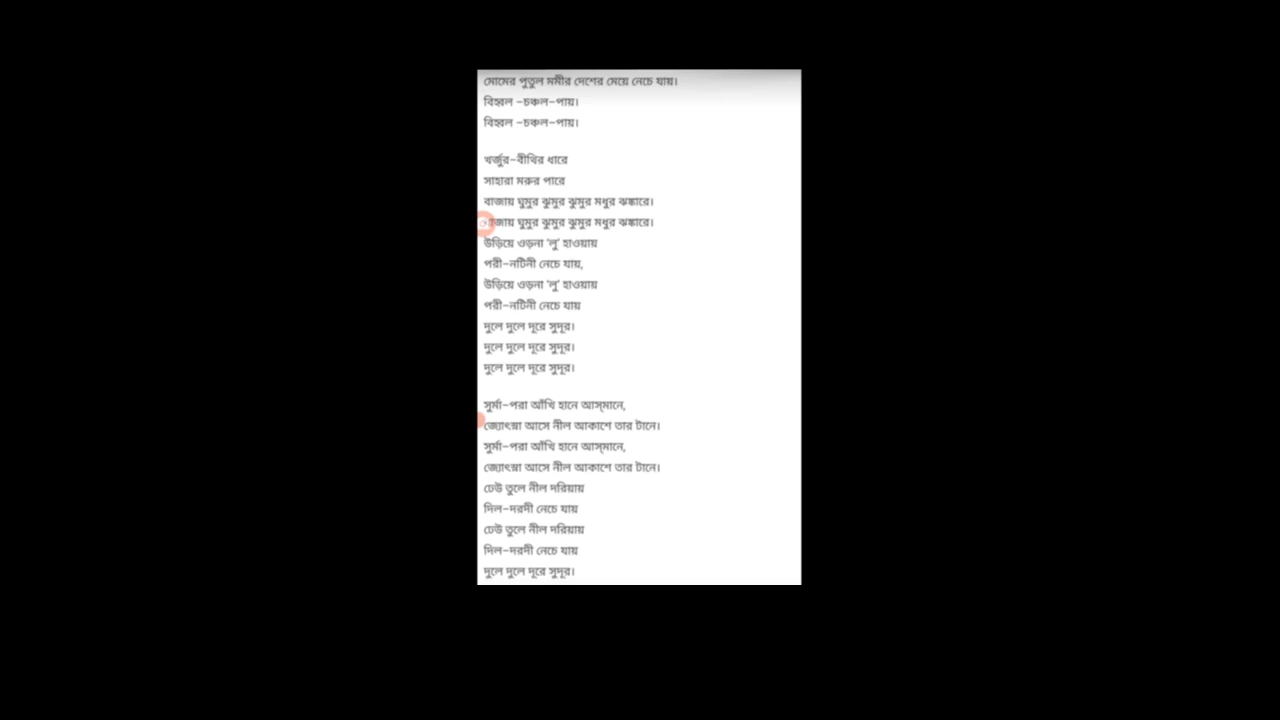 মোমের পুতুল মমীর দেশের মেয়ে নেচে যায়।
বিহ্বল -চঞ্চল-পায়।
বিহ্বল -চঞ্চল-পায়।
খর্জুর-বীথির ধারে
সাহারা মরুর পারে
বাজায় ঘুমুর ঝুমুর ঝুমুর মধুর ঝঙ্কারে।
বাজায় ঘুমুর ঝুমুর ঝুমুর মধুর ঝঙ্কারে।
উড়িয়ে ওড়না 'লু' হাওয়ায়
পরী-নটিনী নেচে যায়,
উড়িয়ে ওড়না 'লু' হাওয়ায়
পরী-নটিনী নেচে যায়
দুলে দুলে দূরে সুদূর।
দুলে দুলে দূরে সুদূর।
দুলে দুলে দূরে সুদূর।
সুর্মা-পরা আঁখি হানে আস্‌মানে,
জ্যোৎস্না আসে নীল আকাশে তার টানে।
সুর্মা-পরা আঁখি হানে আস্‌মানে,
জ্যোৎস্না আসে নীল আকাশে তার টানে।
ঢেউ তুলে নীল দরিয়ায়
দিল-দরদী নেচে যায়
ঢেউ তুলে নীল দরিয়ায়
দিল-দরদী নেচে যায়
দুলে দুলে দূরে সুদূর।